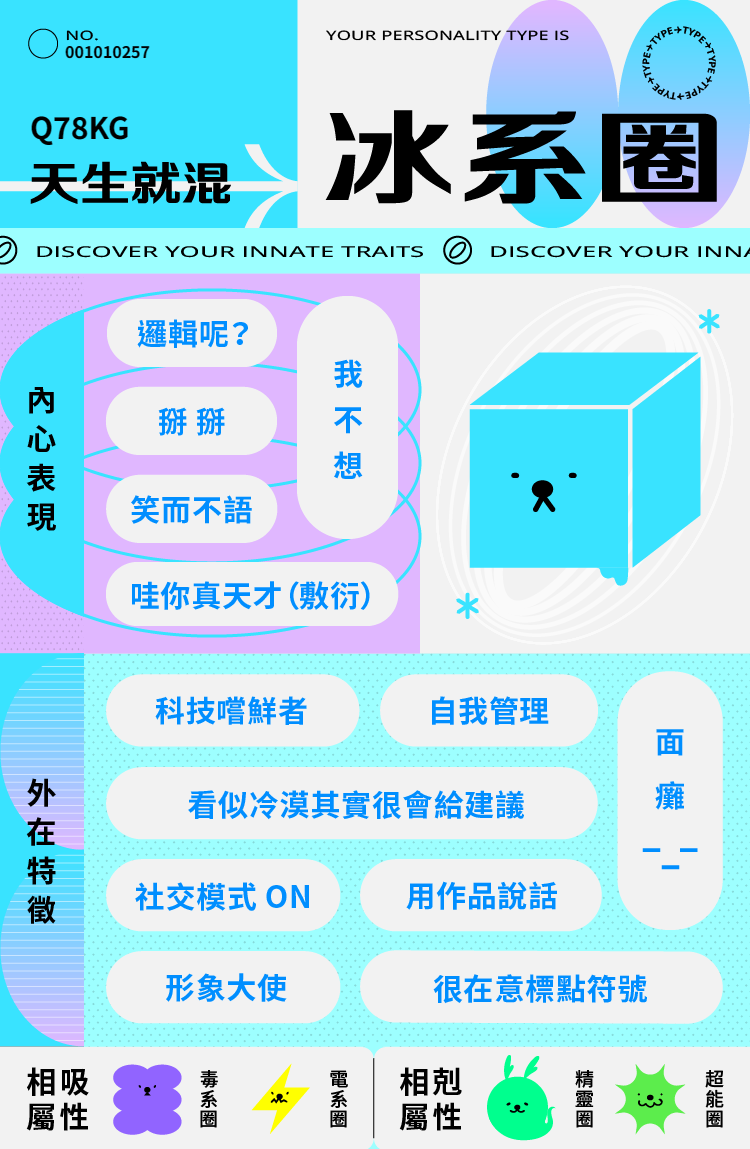 NO.
001010257
Q78KG
天生就混
YOUR PERSONALITY TYPE IS
TYPE→TYPE→TYPE→TYPE→TYPE→TYPE→TYPE→
冰系圈
DISCOVER YOUR INNATE TRAITS
DISCOVER YOUR INNA
內心表現
邏輯呢？
掰 掰
笑而不語
我不想
哇你真天才（敷衍）
外在特徵
科技嚐鮮者
自我管理
面癱
看似冷漠其實很會給建議
社交模式 ON
用作品說話
形象大使
很在意標點符號
相吸
屬性
毒系圈
電系圈
相剋
屬性
精靈圈
超能圈